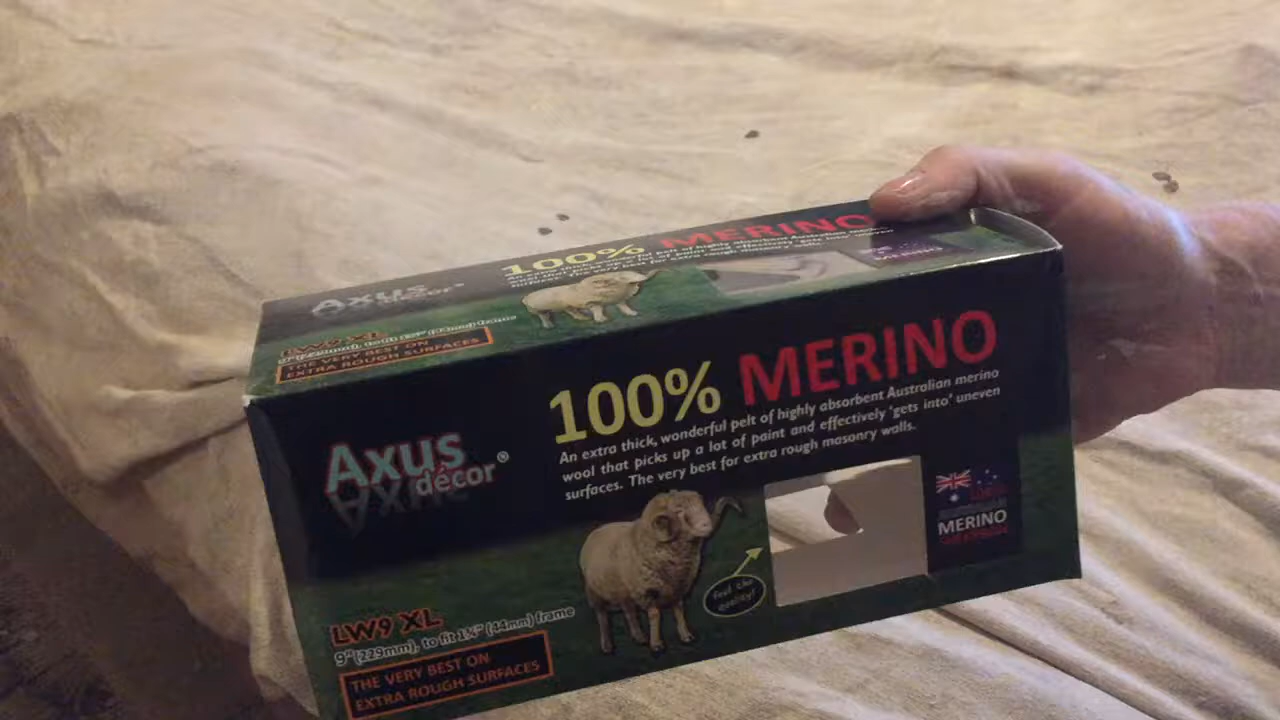 100% MERINO
Axus
décor
LW9 XL
THE VERY BEST ON
EXTRA ROUGH SURFACES
100% MERINO
An extra thick, wonderful pelt of highly absorbent Australian merino
wool that picks up a lot of paint and effectively 'gets into' uneven
surfaces. The very best for extra rough masonry walls.
Axus
décor®
feel the
quality!
MERINO
LW9 XL
9"(229mm), to fit 1¾" (44mm) frame
THE VERY BEST ON
EXTRA ROUGH SURFACES